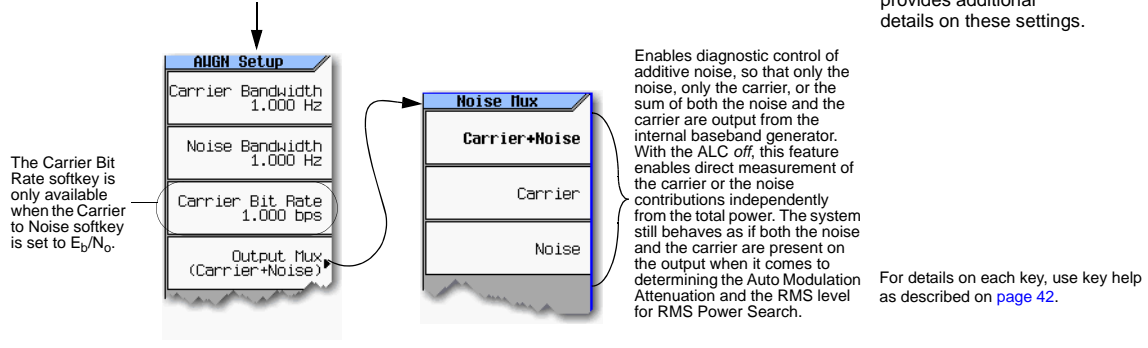 provides additional
details on these settings.
AWGN Setup
Carrier Bandwidth
1.000 Hz
Noise Bandwidth
1.000 Hz
Carrier Bit Rate
1.000 bps
Output Mux
(Carrier+Noise)
The Carrier Bit
Rate softkey is
only available
when the Carrier
to Noise softkey
is set to Eb/No.
Noise Mux
Carrier+Noise
Carrier
Noise
Enables diagnostic control of
additive noise, so that only the
noise, only the carrier, or the
sum of both the noise and the
carrier are output from the
internal baseband generator.
With the ALC off, this feature
enables direct measurement of
the carrier or the noise
contributions independently
from the total power. The system
still behaves as if both the noise
and the carrier are present on
the output when it comes to
determining the Auto Modulation
Attenuation and the RMS level
for RMS Power Search.
For details on each key, use key help
as described on page 42.